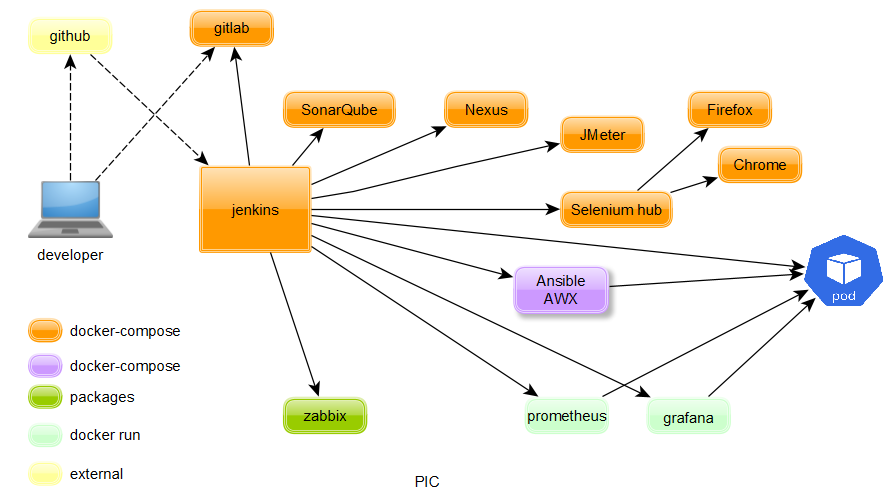 github
gitlab
SonarQube
Nexus
JMeter
Firefox
Chrome
jenkins
Selenium hub
developer
Ansible
AWX
pod
docker-compose
docker-compose
packages
zabbix
prometheus
grafana
docker run
external
PIC